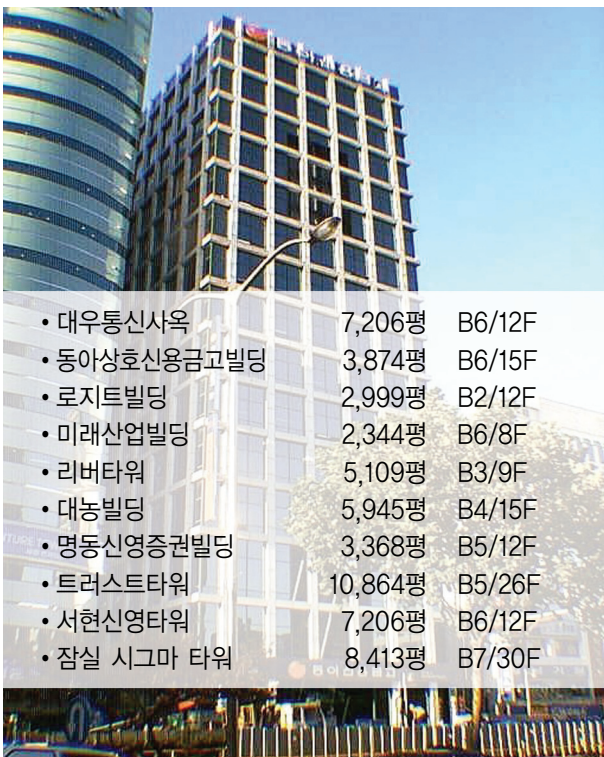 • 대우통신사옥 7,206평 B6/12F
• 동아상호신용금고빌딩 3,874평 B6/15F
• 로지트빌딩 2,999평 B2/12F
• 미래산업빌딩 2,344평 B6/8F
• 리버타워 5,109평 B3/9F
• 대농빌딩 5,945평 B4/15F
• 명동신영증권빌딩 3,368평 B5/12F
• 트러스트타워 10,864평 B5/26F
• 서현신영타워 7,206평 B6/12F
• 잠실 시그마 타워 8,413평 B7/30F